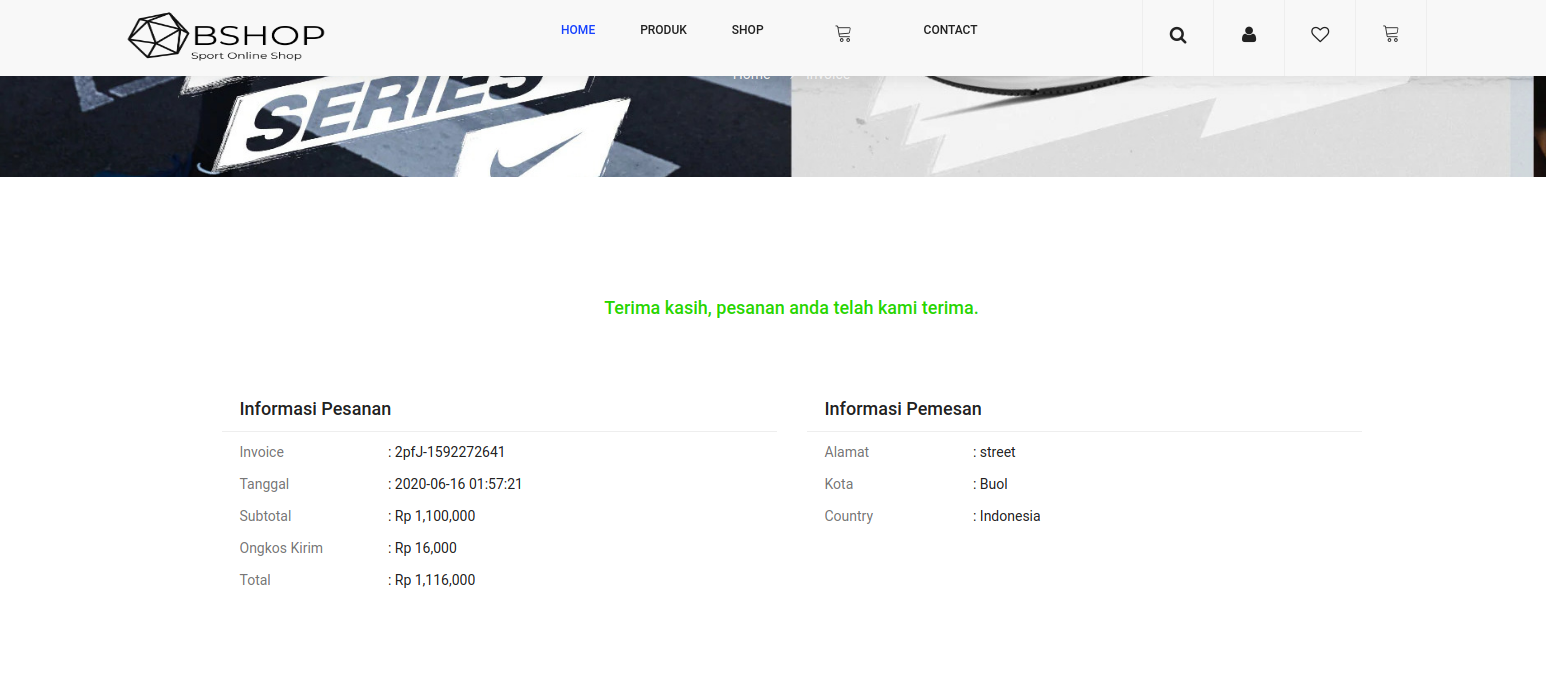 BSHOP
Sport Online Shop
HOME PRODUK SHOP CONTACT
Home Invoice
SERIES
Terima kasih, pesanan anda telah kami terima.
Informasi Pesanan
Invoice : 2pfJ-1592272641
Tanggal : 2020-06-16 01:57:21
Subtotal : Rp 1,100,000
Ongkos Kirim : Rp 16,000
Total : Rp 1,116,000
Informasi Pemesan
Alamat : street
Kota : Buol
Country : Indonesia